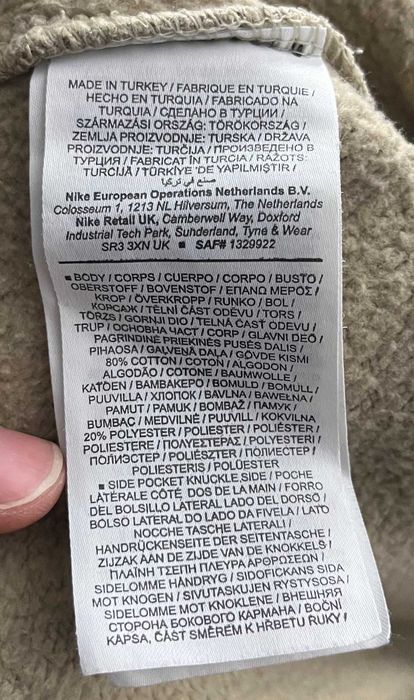 MADE IN TURKEY / FABRIQUE EN TURQUIE /
HECHO EN TURQUIA / FABRICADO NA
TURQUIA / СДЕЛАНО В ТУРЦИИ /
SZÁRMAZÁSI ORSZÁG: TÖRÖKORSZÁG /
ZEMLJA PROIZVODNJE: TURSKA / DRŽAVA
PROIZVODNJE: TURČIJA / ПРОИЗВЕДЕНО В
ТУРЦИЯ / FABRICAT ÎN TURCIA / RAŽOTS:
TURCIJĀ / TÜRKİYE 'DE YAPILMIŞTIR /
صنع في تركيا
Nike European Operations Netherlands B.V.
Colosseum 1, 1213 NL Hilversum, The Netherlands
Nike Retail UK, Camberwell Way, Doxford
Industrial Tech Park, Sunderland, Tyne & Wear
SR3 3XN UK ■ SAF# 1329922
■ BODY / CORPS / CUERPO / CORPO / BUSTO /
OBERSTOFF / BOVENSTOF / ΕΠΑΝΩ ΜΕΡΟΣ /
KROP / ÖVERKROPP / RUNKO / BOL /
КОРСАЖ / TĚLNÍ ČÁST ODĚVU / TORS /
TÖRZS / GORNJI DIO / TELNÁ ČASŤ ODEVU /
TRUP / ОСНОВНА ЧАСТ / CORP / GLAVNI DEO /
PAGRINDINĖ PRIEKINĖS PUSĖS DALIS /
РІНАОЅА / GALVENĀ DAĻA / GÖVDE KISMI
80% COTTON / COTON / ALGODON /
ALGODÃO / COTONE / BAUMWOLLE /
KATOEN / ΒΑΜΒΑΚΕΡΟ / BOMULD / BOMULL /
PUUVILLA / ХЛОПОК / BAVLNA / BAWEŁNA /
PAMUT / PAMUK / BOMBAŽ / ПАМУК /
BUMBAC / MEDVILNĖ / PUUVILL / KOKVILNA
20% POLYESTER / POLIESTER / POLIÉSTER /
POLIESTERE / ΠΟΛΥΕΣΤΕΡΑΣ / POLYESTERI /
ПОЛИЭСТЕР / POLIÉSZTER / ПОЛИЕСТЕР /
POLIESTERIS / POLÜESTER
■ SIDE POCKET KNUCKLE SIDE / POCHE
LATÉRALE CÔTÉ DOS DE LA MAIN / FORRO
DEL BOLSILLO LATERAL LADO DEL DORSO /
BOLSO LATERAL DO LADO DA FIVELA / LATO
NOCCHE TASCHE LATERALI /
HANDRÜCKENSEITE DER SEITENTASCHE /
ZIJZAK AAN DE ZIJDE VAN DE KNOKKELS /
ΠΛΑΪΝΗ ΤΣΕΠΗ ΠΛΕΥΡΑ ΑΡΘΡΩΣΕΩΝ /
SIDELOMME HÅNDRYG / SIDOFICKANS SIDA
MOT KNOGEN / SIVUTASKUJEN RYSTYSOSA /
SIDELOMME MOT KNOKLENE / ВНЕШНЯЯ
СТОРОНА БОКОВОГО КАРМАНА / BOČNÍ
KAPSA, ČÁST SMĚREM K HŘBETU RUKY /